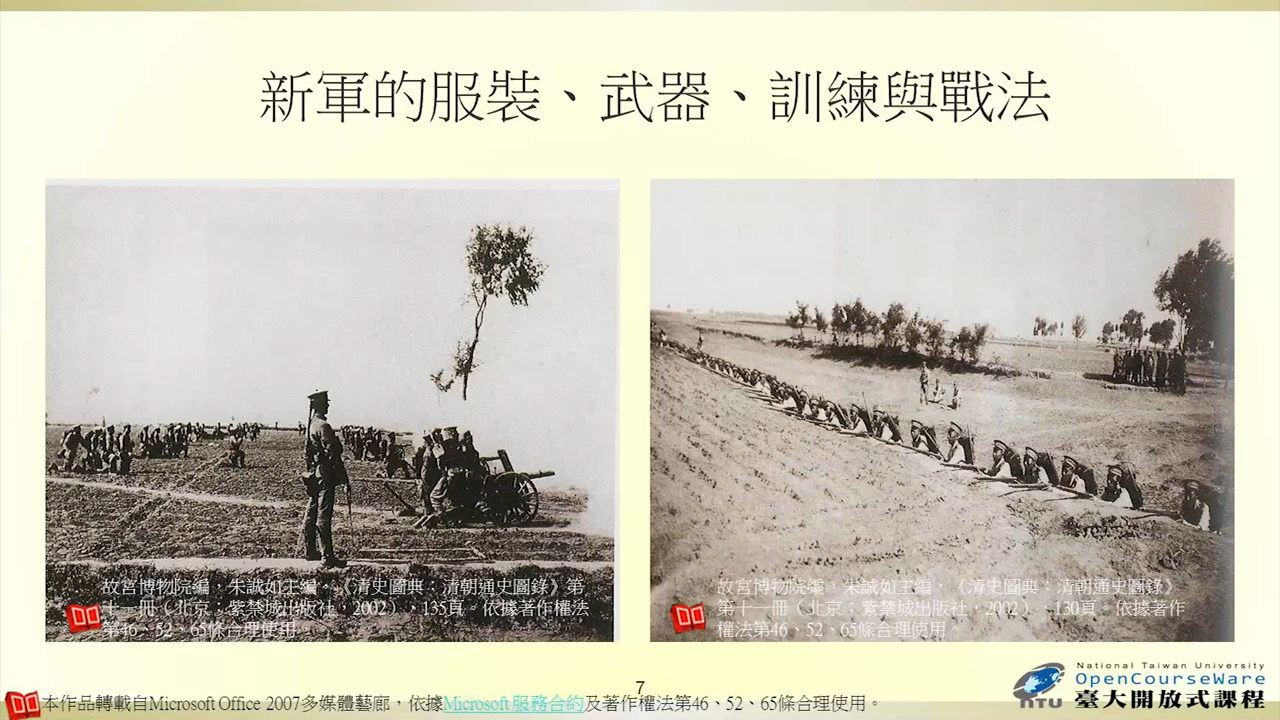 新軍的服裝、武器、訓練與戰法
故宮博物院編，朱誠如主編，《清史圖典：清朝通史圖錄》第
十一冊（北京：紫禁城出版社，2002），135頁。依據著作權法
第46、52、65條合理使用。
故宮博物院編，朱誠如主編，《清史圖典：清朝通史圖錄》
第十一冊（北京：紫禁城出版社，2002），130頁。依據著作
權法第46、52、65條合理使用。
7
本作品轉載自Microsoft Office 2007多媒體藝廊，依據Microsoft 服務合約及著作權法第46、52、65條合理使用。
National Taiwan University
OpenCourseWare
NTU 臺大開放式課程